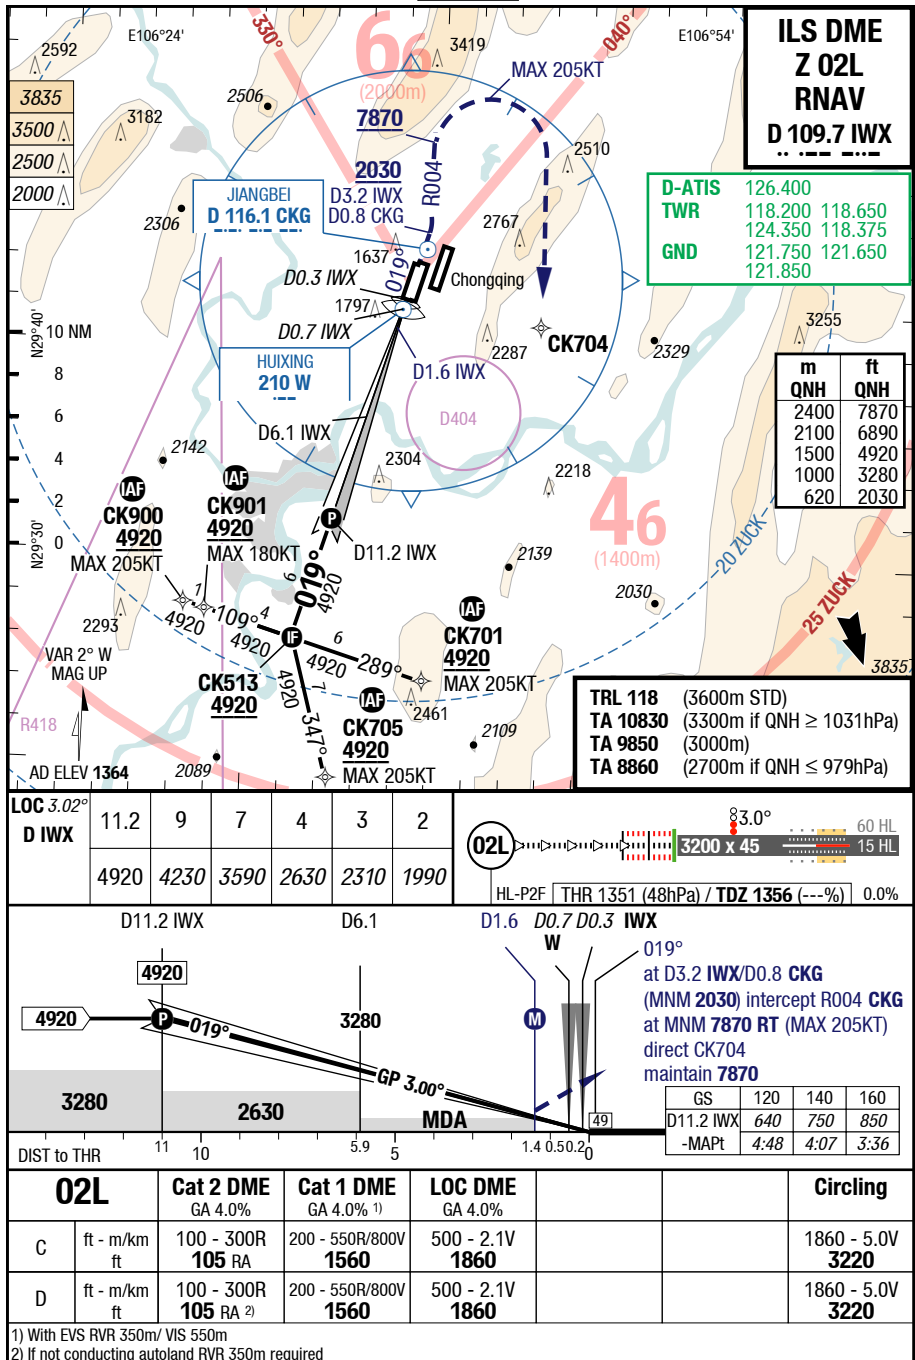 ILS DME
Z 02L
RNAV
D 109.7 IWX
E106°24'
330°
040°
E106°54'
2592
3419
66
(2000m)
MAX 205KT
3835
3500
2500
2000
3182
2506
7870
2510
2030
D3.2 IWX
D0.8 CKG
R004
JIANGBEI
D 116.1 CKG
2306
2767
D-ATIS 126.400
TWR 118.200 118.650
124.350 118.375
GND 121.750 121.650
121.850
1637
019°
D0.3 IWX
Chongqing
1797
D0.7 IWX
N29°40'
10 NM
8
6
4
2
0
N29°30'
HUIXING
210 W
D1.6 IWX
2287
CK704
2329
3255
m ft
QNH QNH
2400 7870
2100 6890
1500 4920
1000 3280
620 2030
D404
D6.1 IWX
2142
2304
2218
IAF
CK900
4920
MAX 205KT
IAF
CK901
4920
MAX 180KT
P
D11.2 IWX
46
(1400m)
20 ZUCK
25 ZUCK
2139
2030
019°
9
4920
1
4920
109°
4
4920
IF
6
4920
289°
IAF
CK701
4920
MAX 205KT
2293
VAR 2° W
MAG UP
CK513
4920
7
4920
347°
IAF
CK705
4920
MAX 205KT
2461
2109
3835
R418
AD ELEV 1364
2089
TRL 118 (3600m STD)
TA 10830 (3300m if QNH ≥ 1031hPa)
TA 9850 (3000m)
TA 8860 (2700m if QNH ≤ 979hPa)
LOC 3.02°
D IWX
11.2 9 7 4 3 2
4920 4230 3590 2630 2310 1990
02L
3.0°
60 HL
3200 x 45
15 HL
HL-P2F THR 1351 (48hPa) / TDZ 1356 (---%) 0.0%
D11.2 IWX D6.1 D1.6 D0.7 D0.3 IWX
W
4920
4920
P
019°
3280
GP 3.00°
M
019°
at D3.2 IWX/D0.8 CKG
(MNM 2030) intercept R004 CKG
at MNM 7870 RT (MAX 205KT)
direct CK704
maintain 7870
3280
2630
MDA
49
GS 120 140 160
D11.2 IWX 640 750 850
-MAPt 4:48 4:07 3:36
DIST to THR 11 10 5.9 5 1.4 0.5 0.2 0
02L
Cat 2 DME Cat 1 DME LOC DME Circling
GA 4.0% GA 4.0% 1) GA 4.0%
C ft - m/km 100 - 300R 200 - 550R/800V 500 - 2.1V 1860 - 5.0V
ft 105 RA 1560 1860 3220
D ft - m/km 100 - 300R 200 - 550R/800V 500 - 2.1V 1860 - 5.0V
ft 105 RA 2) 1560 1860 3220
1) With EVS RVR 350m/ VIS 550m
2) If not conducting autoland RVR 350m required